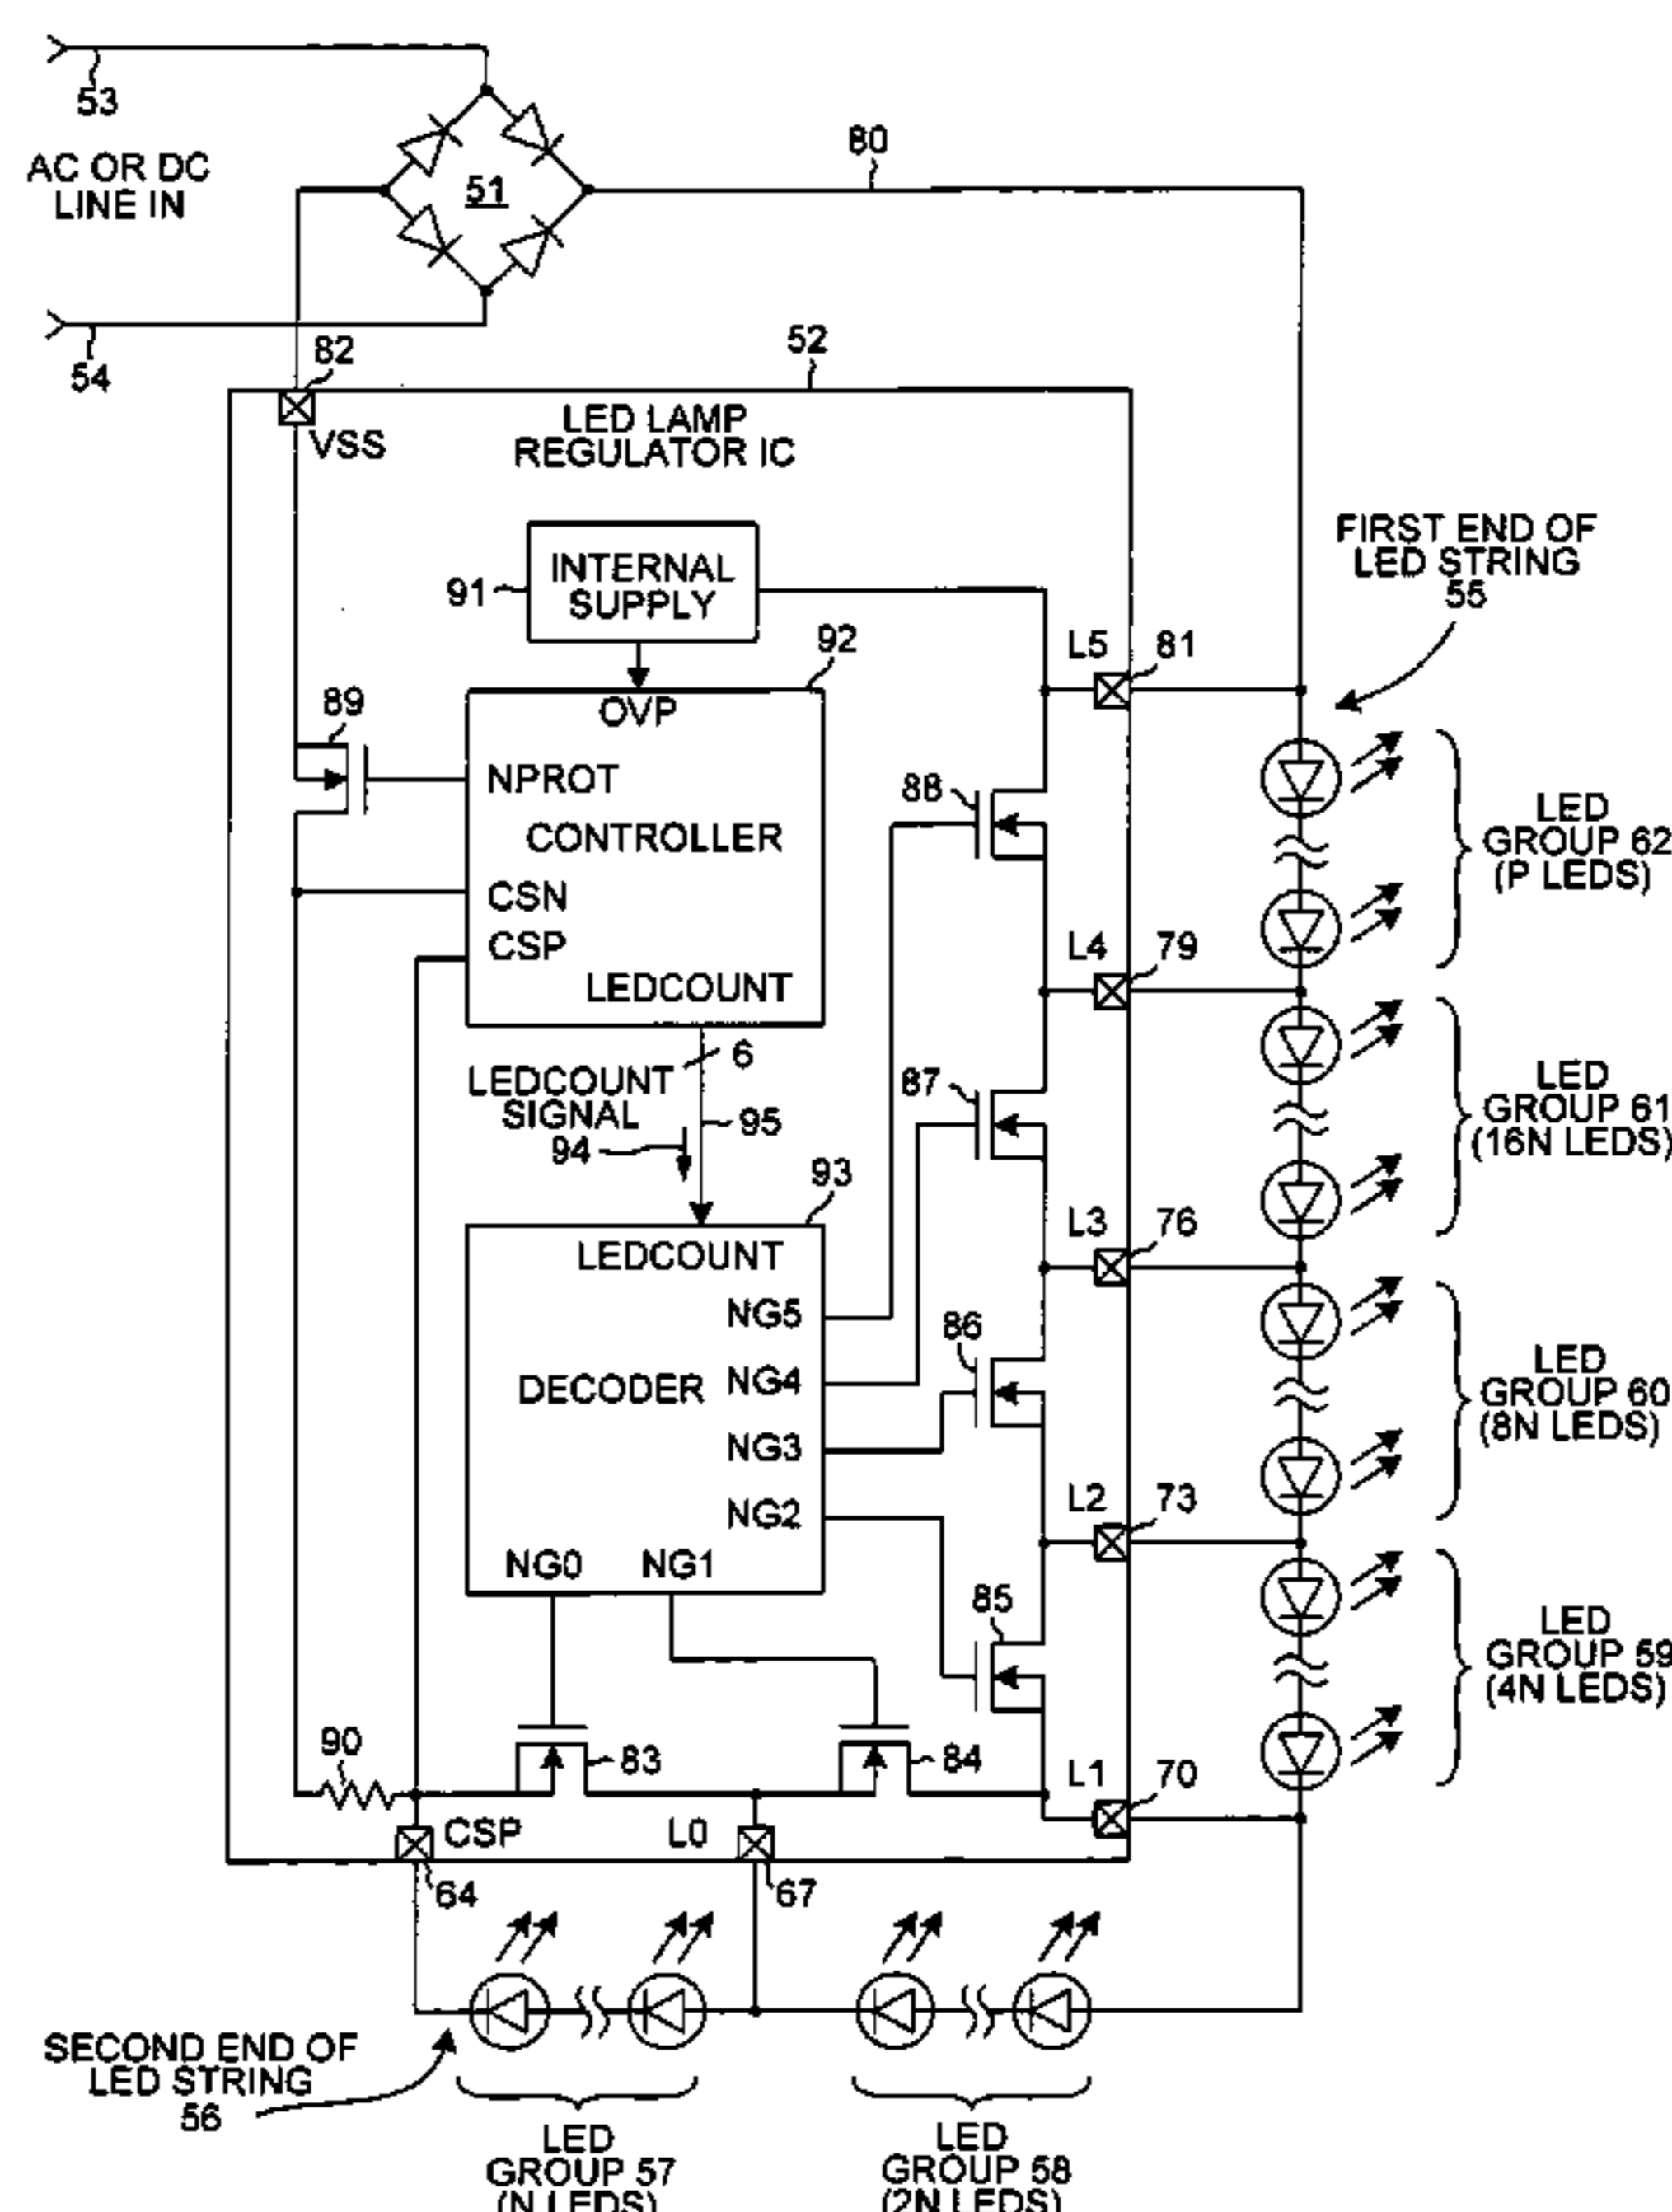 53
AC OR DC
LINE IN
51
80
54
82
52
VSS
LED LAMP
REGULATOR IC
FIRST END OF
LED STRING
55
91
INTERNAL
SUPPLY
92
L5
81
89
OVP
NPROT
CONTROLLER
CSN
CSP
LEDCOUNT
88
LED
GROUP 62
(P LEDS)
L4
79
6
LEDCOUNT
SIGNAL
94
95
87
LED
GROUP 61
(16N LEDS)
93
L3
76
LEDCOUNT
NG5
DECODER
NG4
NG3
NG2
NG0
NG1
86
LED
GROUP 60
(8N LEDS)
L2
73
85
LED
GROUP 59
(4N LEDS)
90
83
84
L1
70
CSP
L0
64
67
SECOND END OF
LED STRING
56
LED
GROUP 57
(N LEDS)
LED
GROUP 58
(2N LEDS)